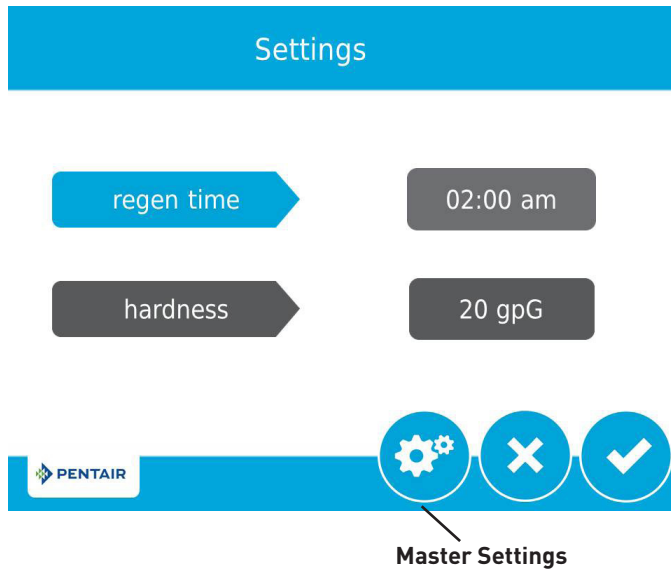 Settings
regen time
02:00 am
hardness
20 gpG
PENTAIR
Master Settings